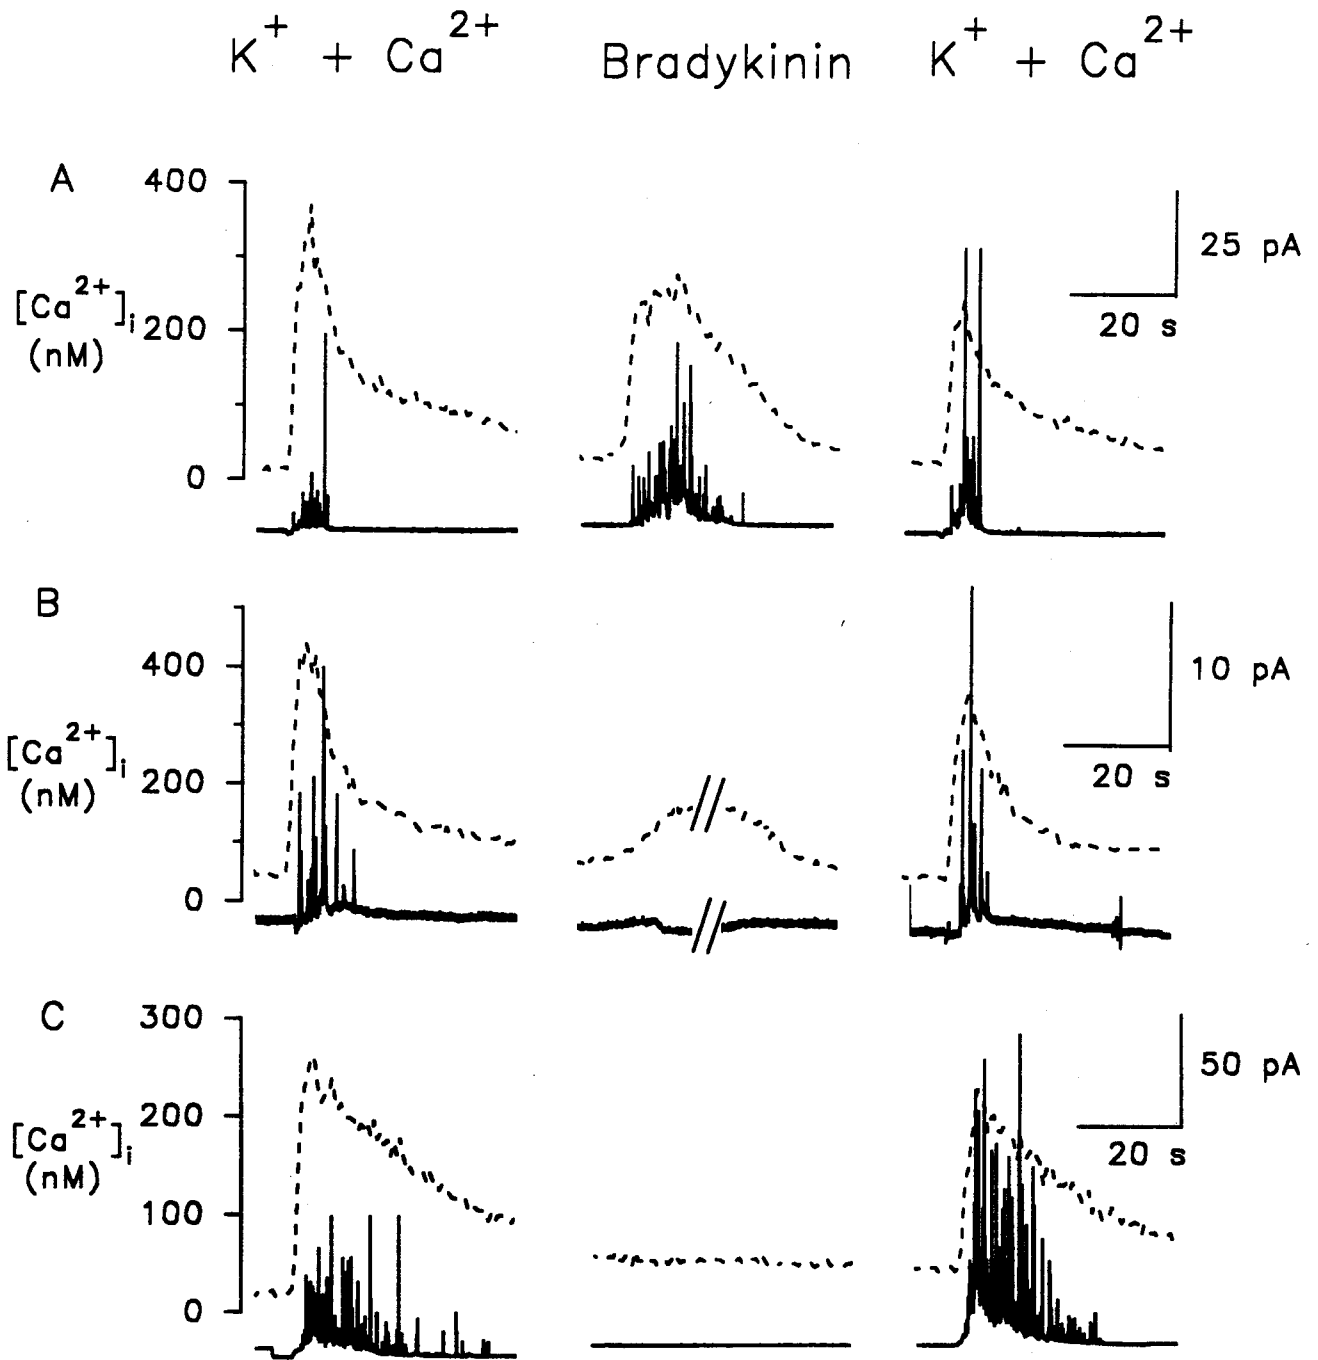 K⁺ + Ca²⁺ Bradykinin K⁺ + Ca²⁺
A 400
25 pA
[Ca²⁺]i 200
20 s
(nM)
0
B
400
10 pA
[Ca²⁺]i
(nM) 200
20 s
0
C 300
50 pA
200
[Ca²⁺]i
20 s
(nM)
100
0